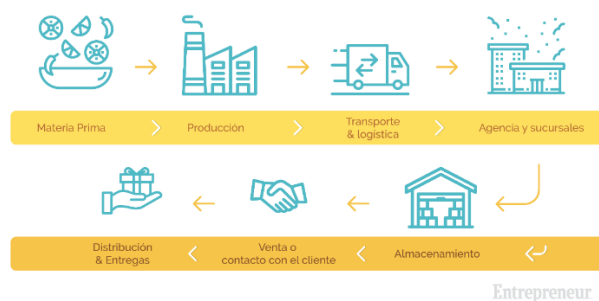 Materia Prima
Producción
Transporte
& logística
Agencia y sucursales
Distribución
& Entregas
Venta o
contacto con el cliente
Almacenamiento
Entrepreneur